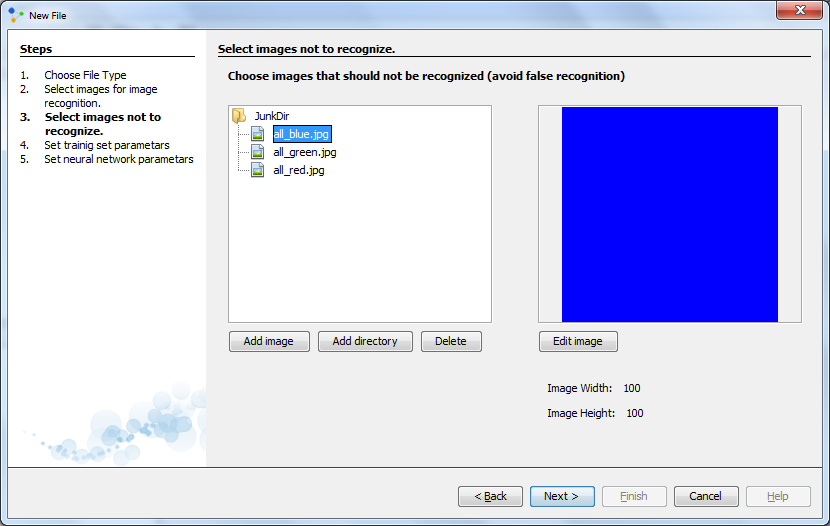 New File
Steps
1. Choose File Type
2. Select images for image
recognition.
3. Select images not to
recognize.
4. Set trainig set parametars
5. Set neural network parametars
Select images not to recognize.
Choose images that should not be recognized (avoid false recognition)
JunkDir
all_blue.jpg
all_green.jpg
all_red.jpg
Add image Add directory Delete Edit image
Image Width: 100
Image Height: 100
< Back Next > Finish Cancel Help